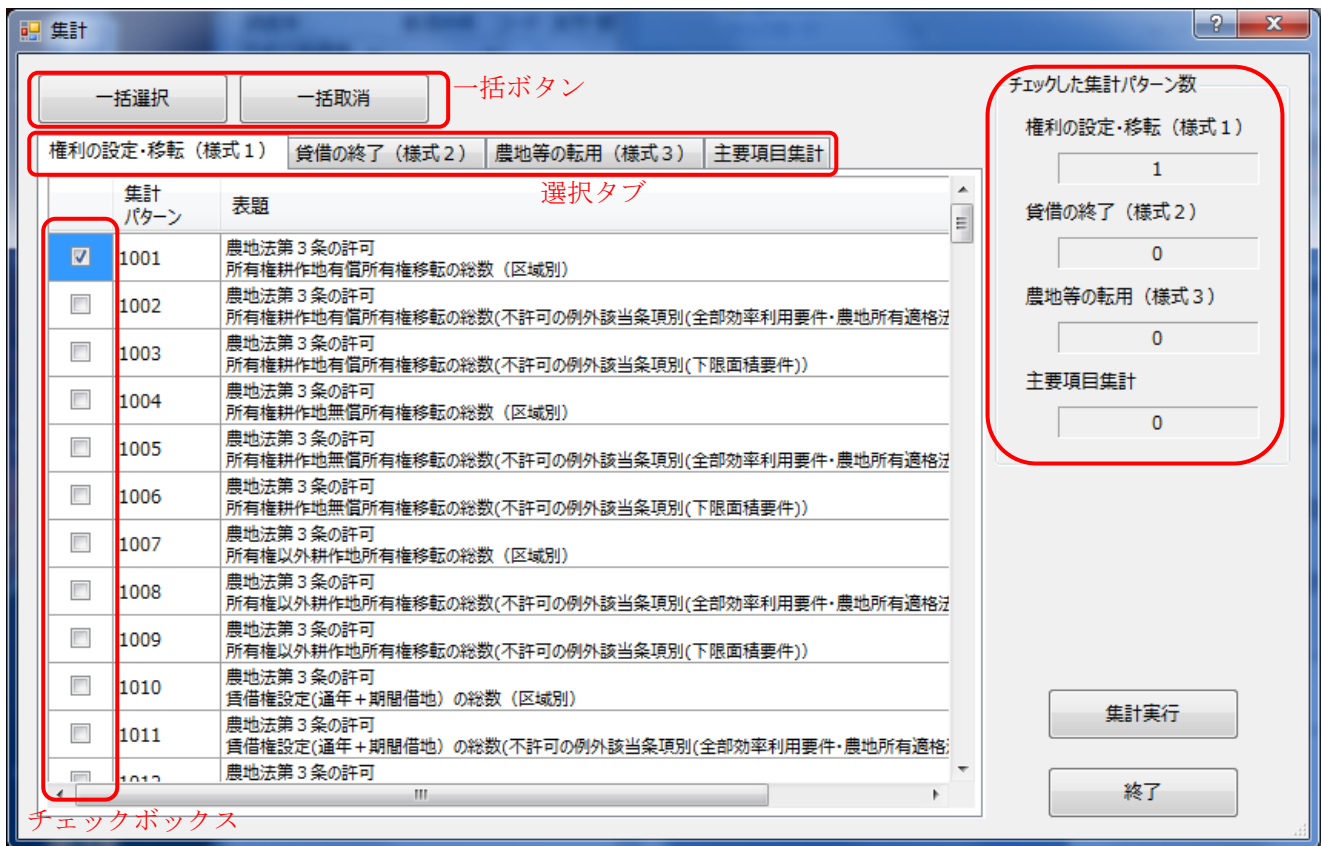 集計
一括選択
一括取消
一括ボタン
権利の設定・移転（様式１）
貸借の終了（様式２）
農地等の転用（様式３）
主要項目集計
選択タブ
集計
パターン
表題
1001
農地法第３条の許可
所有権耕作地有償所有権移転の総数（区域別）
1002
農地法第３条の許可
所有権耕作地有償所有権移転の総数(不許可の例外該当条項別(全部効率利用要件・農地所有適格法
1003
農地法第３条の許可
所有権耕作地有償所有権移転の総数(不許可の例外該当条項別(下限面積要件))
1004
農地法第３条の許可
所有権耕作地無償所有権移転の総数（区域別）
1005
農地法第３条の許可
所有権耕作地無償所有権移転の総数(不許可の例外該当条項別(全部効率利用要件・農地所有適格法
1006
農地法第３条の許可
所有権耕作地無償所有権移転の総数(不許可の例外該当条項別(下限面積要件))
1007
農地法第３条の許可
所有権以外耕作地所有権移転の総数（区域別）
1008
農地法第３条の許可
所有権以外耕作地所有権移転の総数(不許可の例外該当条項別(全部効率利用要件・農地所有適格法
1009
農地法第３条の許可
所有権以外耕作地所有権移転の総数(不許可の例外該当条項別(下限面積要件))
1010
農地法第３条の許可
賃借権設定(通年＋期間借地）の総数（区域別）
1011
農地法第３条の許可
賃借権設定(通年＋期間借地）の総数(不許可の例外該当条項別(全部効率利用要件・農地所有適格
1012
農地法第３条の許可
チェックボックス
チェックした集計パターン数
権利の設定・移転（様式１）
1
貸借の終了（様式２）
0
農地等の転用（様式３）
0
主要項目集計
0
集計実行
終了